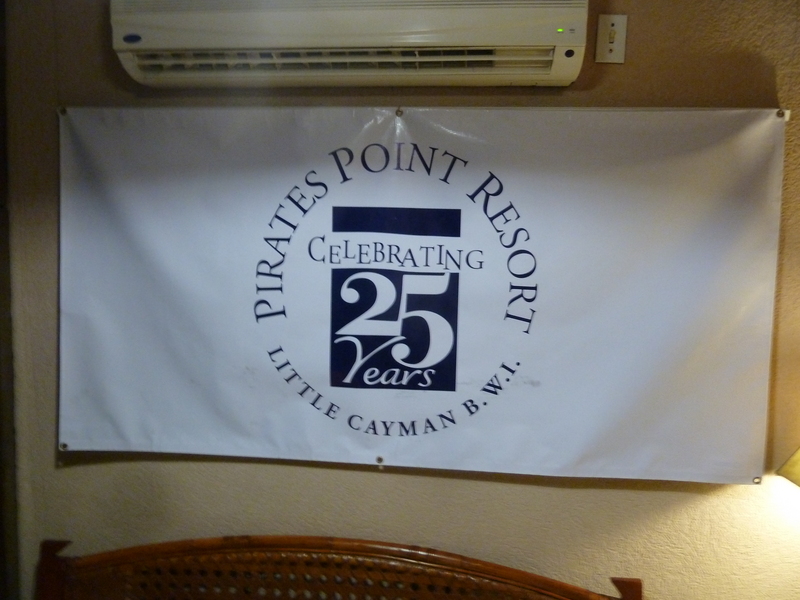 PIRATES POINT RESORT
CELEBRATING
25
Years
LITTLE CAYMAN B.W.I.